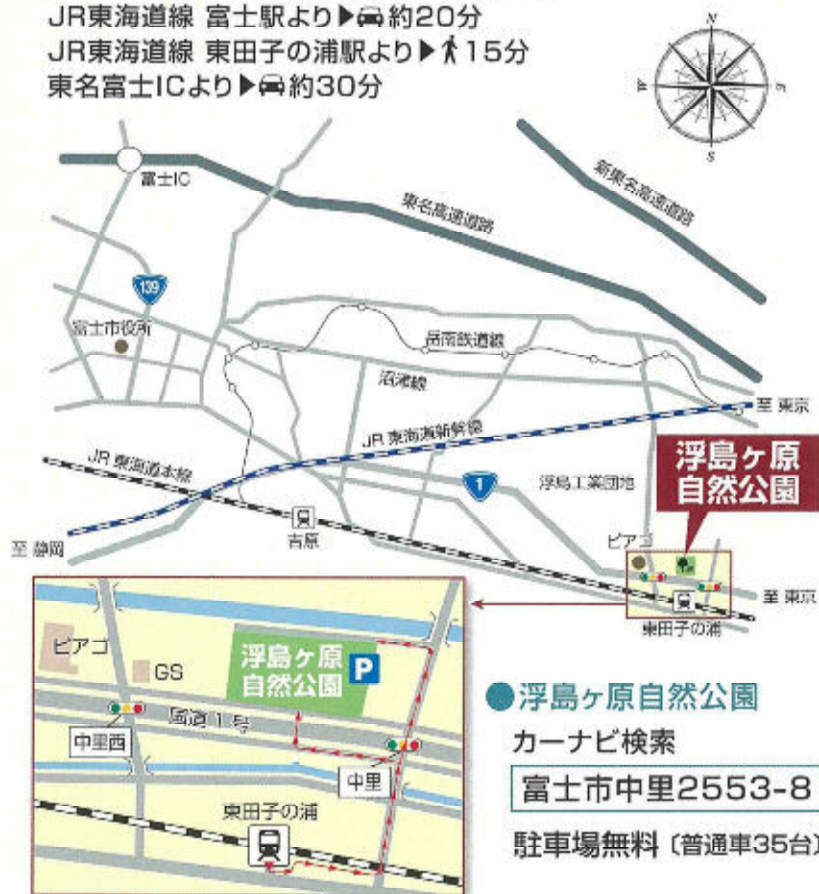 JR東海道線 富士駅より▶約20分
JR東海道線 東田子の浦駅より▶15分
東名富士ICより▶約30分
N
W
E
S
富士IC
東名高速道路
新東名高速道路
139
富士市役所
岳南鉄道線
沼津線
至 東京
JR 東海道新幹線
JR 東海道本線
1
浮島工業団地
浮島ヶ原
自然公園
吉原
至 静岡
ピアゴ
至 東京
東田子の浦
ピアゴ
GS
浮島ヶ原
自然公園
P
国道1号
中里西
中里
東田子の浦
●浮島ヶ原自然公園
カーナビ検索
富士市中里2553-8
駐車場無料〔普通車35台〕